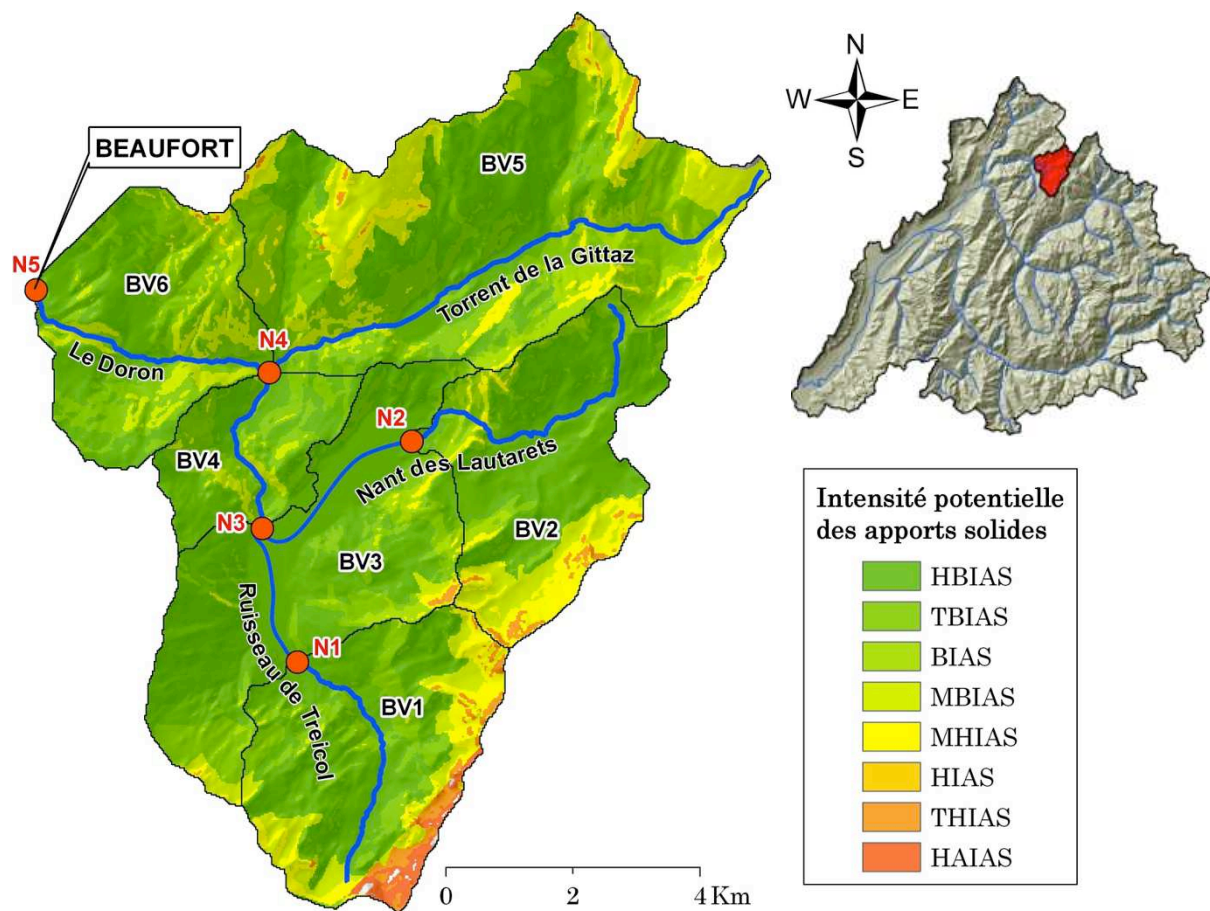 N
W E
S
BEAUFORT
BV5
N5
BV6
Torrent de la Gittaz
N4
Le Doron
N2
BV4
Nant des Lautarets
N3
BV2
BV3
Ruisseau de Treicol
N1
BV1
0 2 4 Km
Intensité potentielle
des apports solides
HBIAS
TBIAS
BIAS
MBIAS
MHIAS
HIAS
THIAS
HAIAS